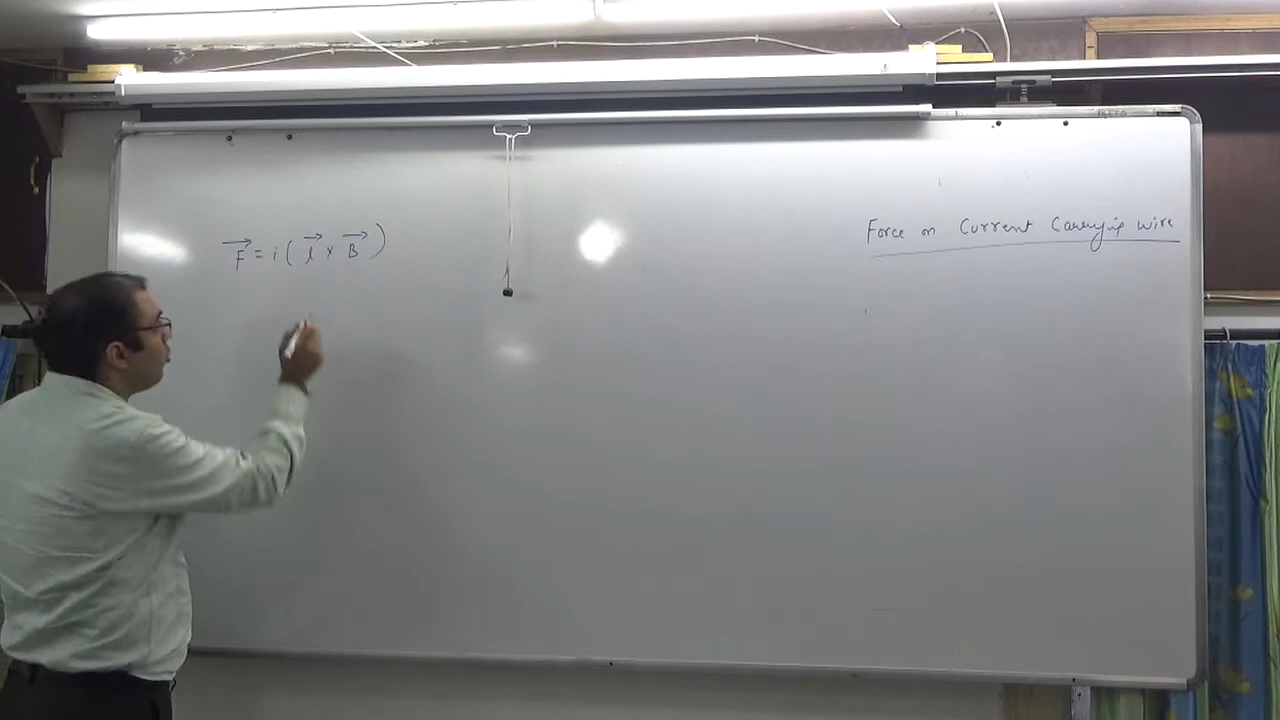 F⃗ = i ( l⃗ × B⃗ )
Force on Current Carrying wire